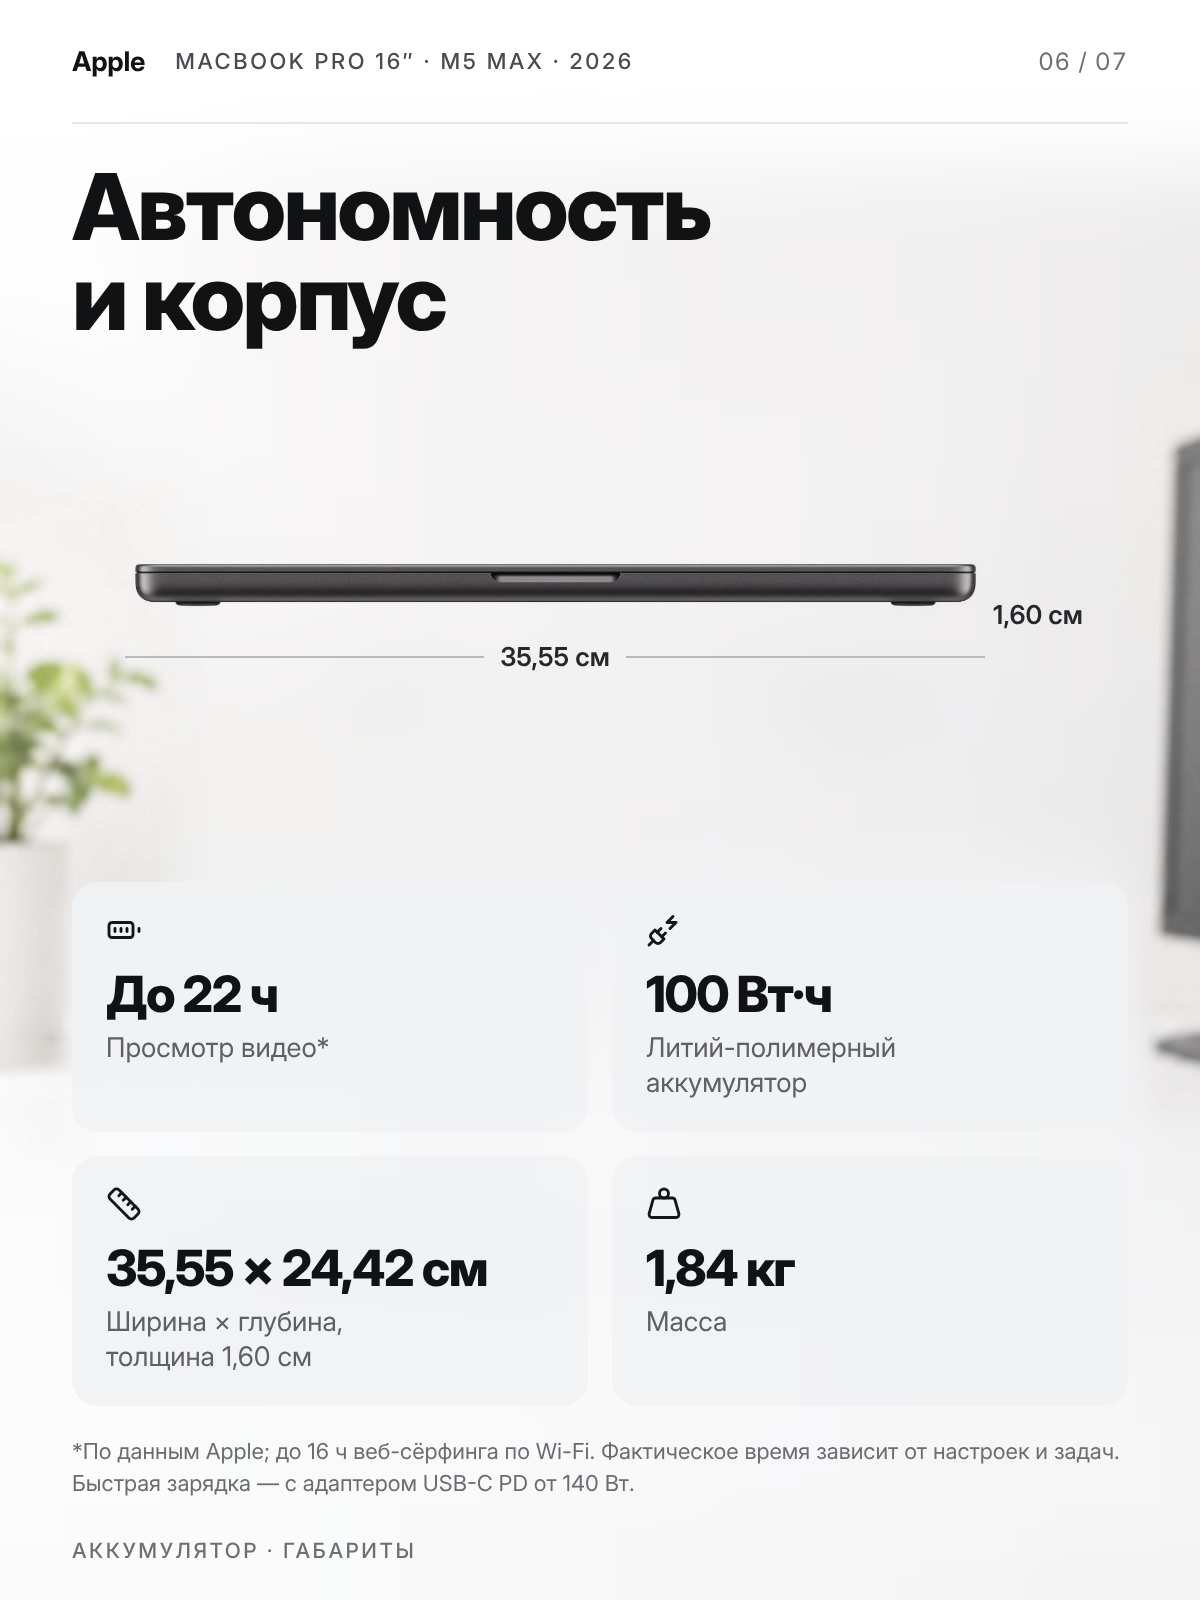 Apple MACBOOK PRO 16″ · M5 MAX · 2026 06 / 07
Автономность
и корпус
1,60 см
35,55 см
До 22 ч
Просмотр видео*
100 Вт·ч
Литий-полимерный
аккумулятор
35,55 × 24,42 см
Ширина × глубина,
толщина 1,60 см
1,84 кг
Масса
*По данным Apple; до 16 ч веб-сёрфинга по Wi-Fi. Фактическое время зависит от настроек и задач.
Быстрая зарядка — с адаптером USB-C PD от 140 Вт.
АККУМУЛЯТОР · ГАБАРИТЫ